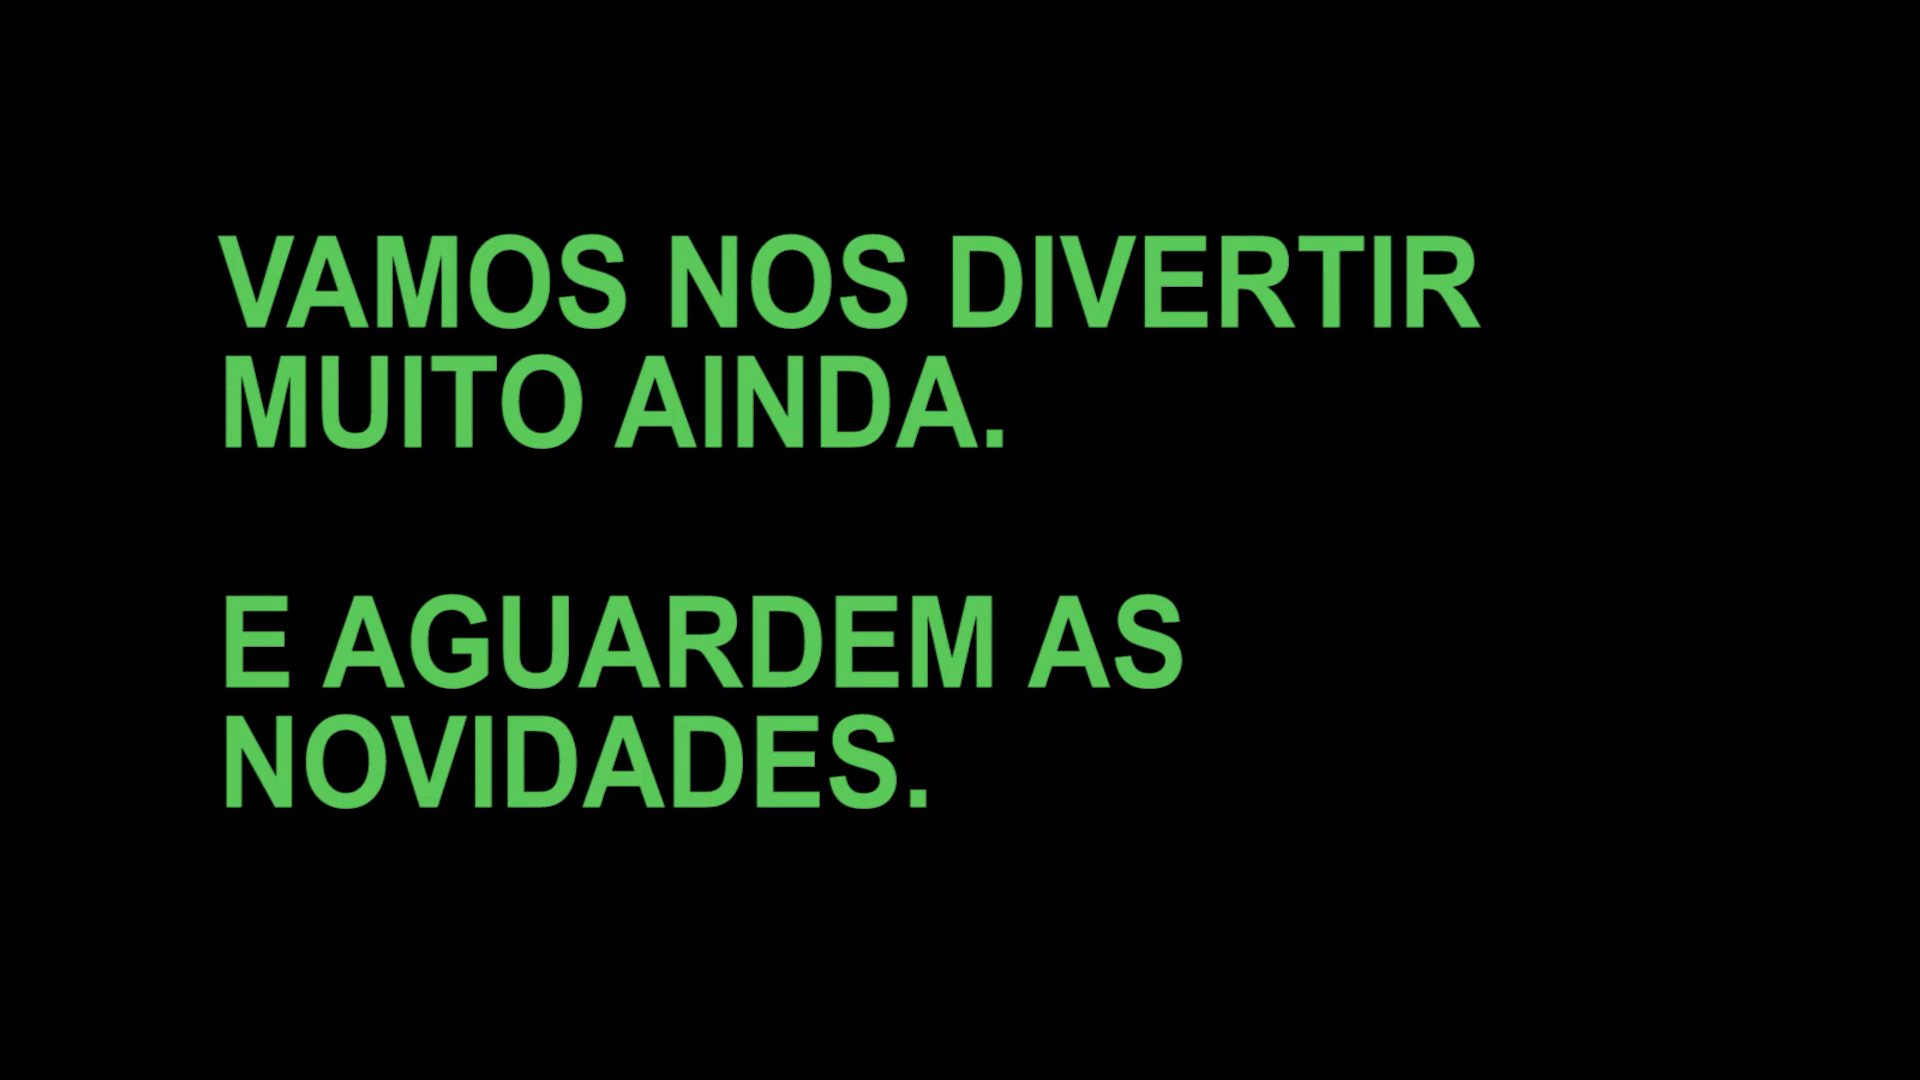 VAMOS NOS DIVERTIR
MUITO AINDA.
E AGUARDEM AS
NOVIDADES.